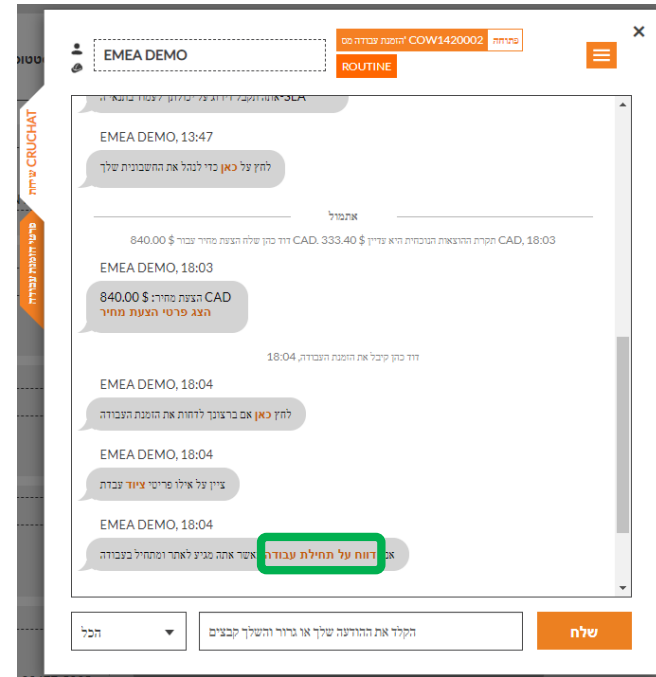 EMEA DEMO
הזמנת עבודה מס' COW1420002 פתוחה
ROUTINE
שיחת CRUCHAT
פרטי הזמנת עבודה
EMEA DEMO, 13:47
לחץ על כאן כדי לנהל את החשבונית שלך
אתמול
דוד כהן שלח הצעת מחיר עבור $ 840.00 CAD. תקרת ההוצאות הנוכחית היא עדיין $ 333.40 CAD, 18:03
EMEA DEMO, 18:03
הצעת מחיר: $ 840.00 CAD
הצג פרטי הצעת מחיר
דוד כהן קיבל את הזמנת העבודה, 18:04
EMEA DEMO, 18:04
לחץ כאן אם ברצונך לדחות את הזמנת העבודה
EMEA DEMO, 18:04
ציין על אילו פריטי ציוד עבדת
EMEA DEMO, 18:04
דווח על תחילת עבודה אתה מגיע לאתר ומתחיל בעבודה
הכל
הקלד את ההודעה שלך או גרור והשלך קבצים
שלח